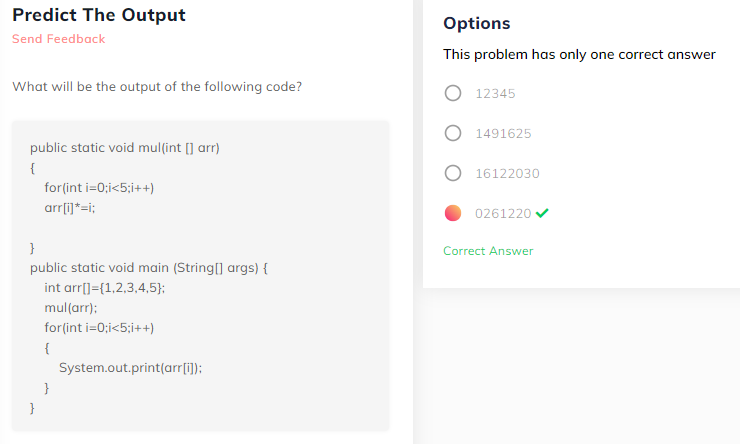 Predict The Output
Send Feedback
What will be the output of the following code?
public static void mul(int [] arr)
{
for(int i=0;i<5;i++)
arr[i]*=i;
}
public static void main (String[] args) {
int arr[]={1,2,3,4,5};
mul(arr);
for(int i=0;i<5;i++)
{
System.out.print(arr[i]);
}
}
Options
This problem has only one correct answer
12345
1491625
16122030
0261220
Correct Answer